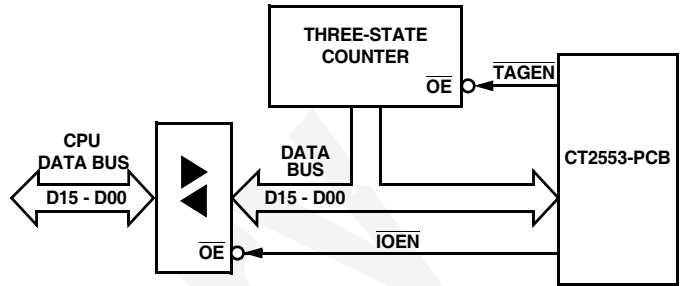 THREE-STATE
COUNTER
OE
TAGEN
CT2553-PCB
CPU
DATA BUS
D15 - D00
DATA
BUS
D15 - D00
OE
IOEN